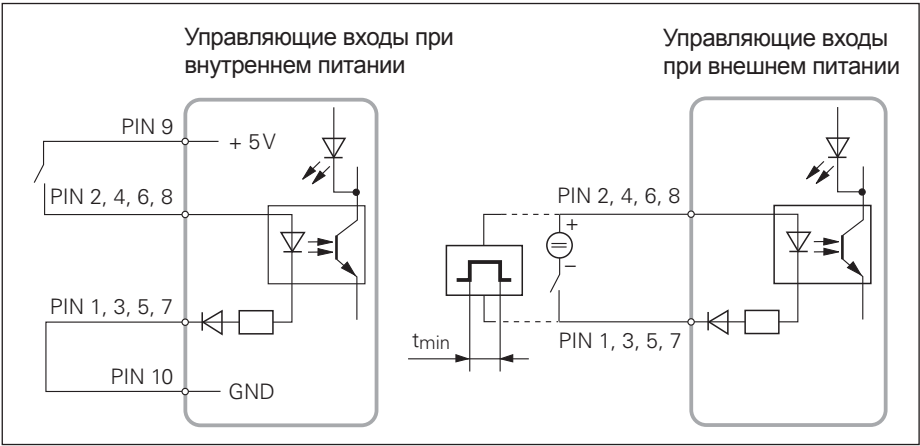 Управляющие входы при
внутреннем питании
PIN 9
+ 5V
PIN 2, 4, 6, 8
PIN 1, 3, 5, 7
PIN 10
GND
Управляющие входы
при внешнем питании
PIN 2, 4, 6, 8
+
–
tmin
PIN 1, 3, 5, 7